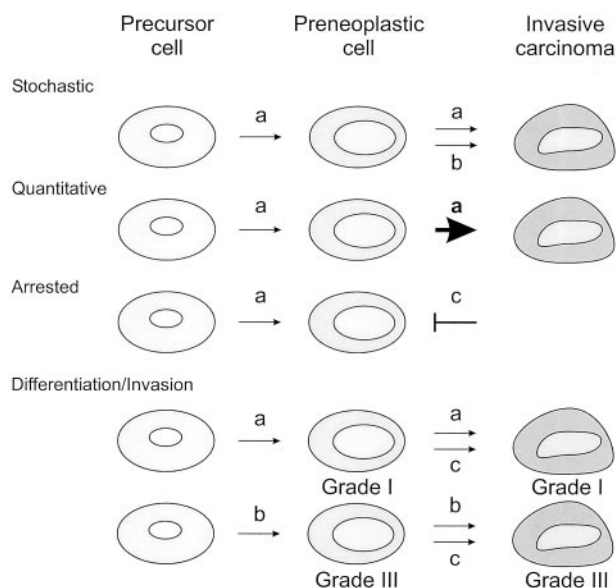 Precursor cell
Preneoplastic cell
Invasive carcinoma
Stochastic
a
a
b
Quantitative
a
a
Arrested
a
c
Differentiation/Invasion
a
a
c
Grade I
Grade I
b
b
c
Grade III
Grade III